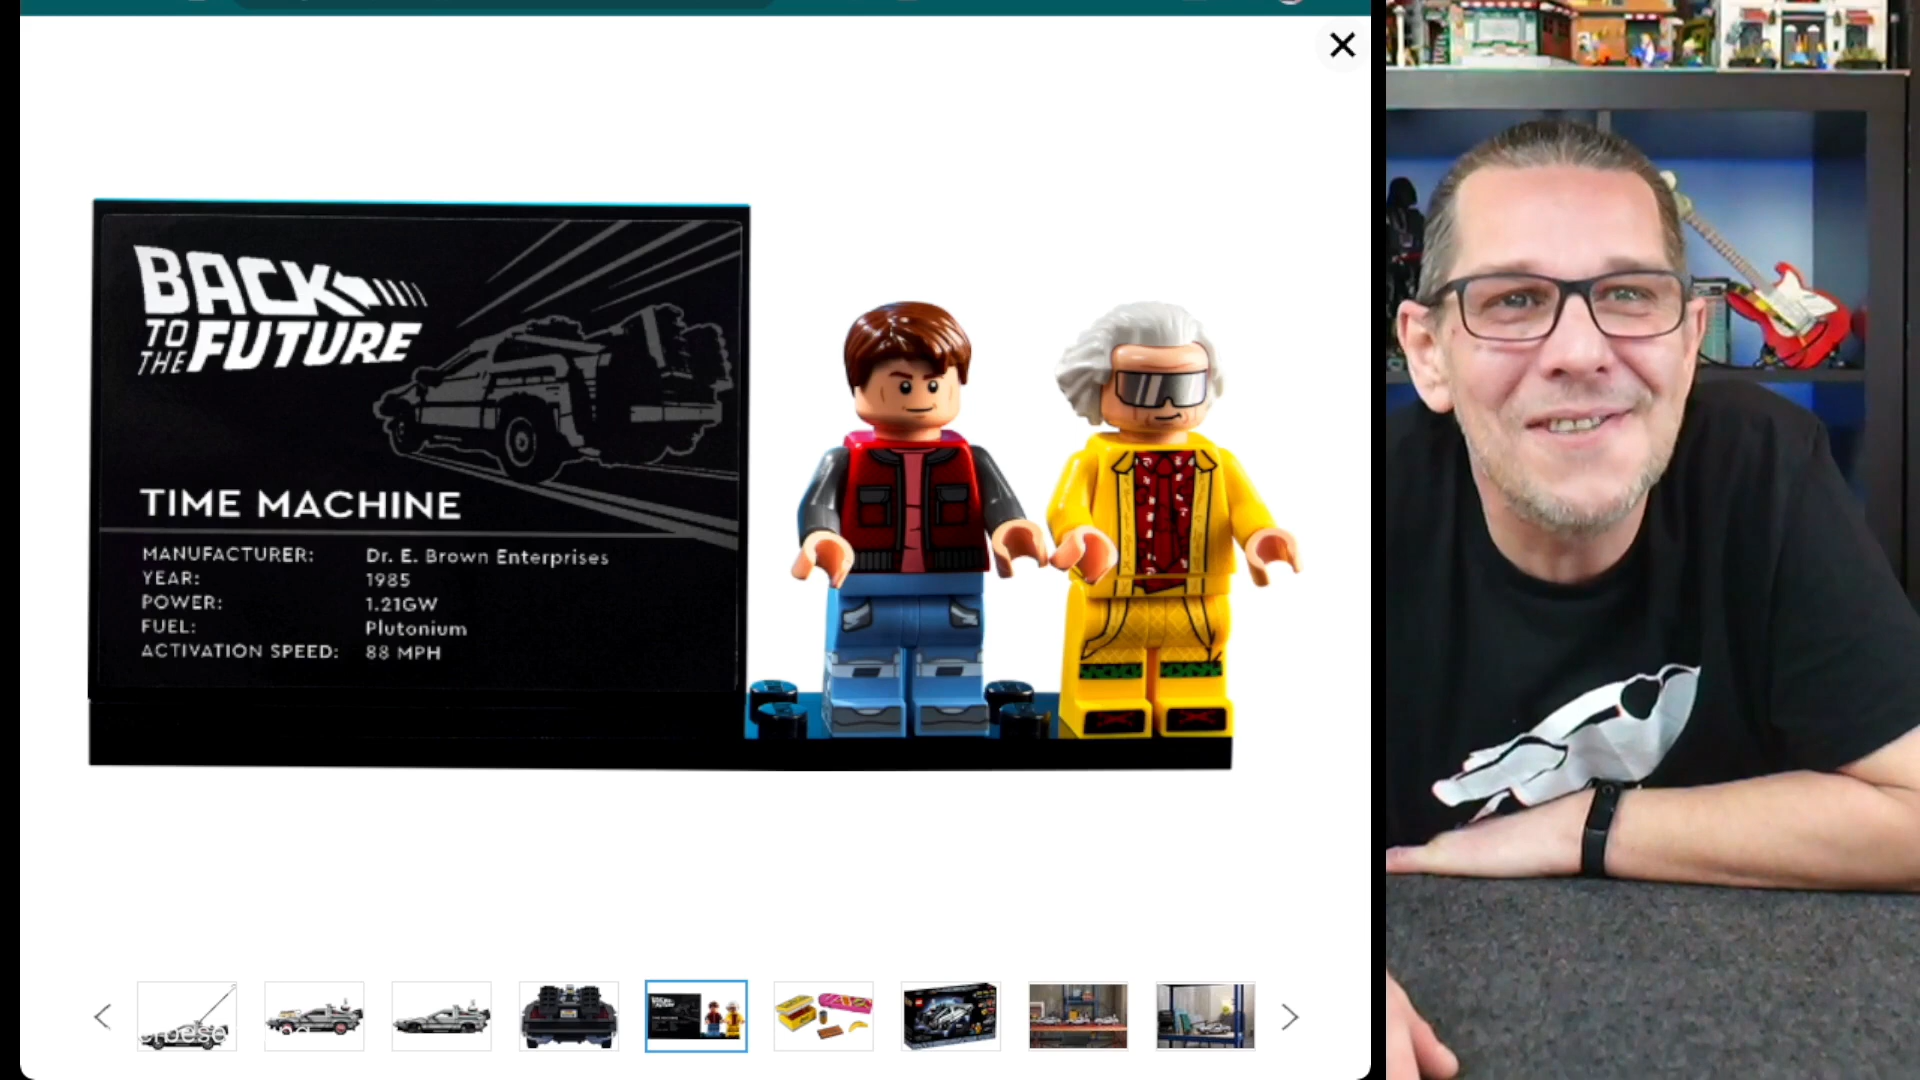 BACK
TO
THE FUTURE
TIME MACHINE
MANUFACTURER: Dr. E. Brown Enterprises
YEAR: 1985
POWER: 1.21GW
FUEL: Plutonium
ACTIVATION SPEED: 88 MPH